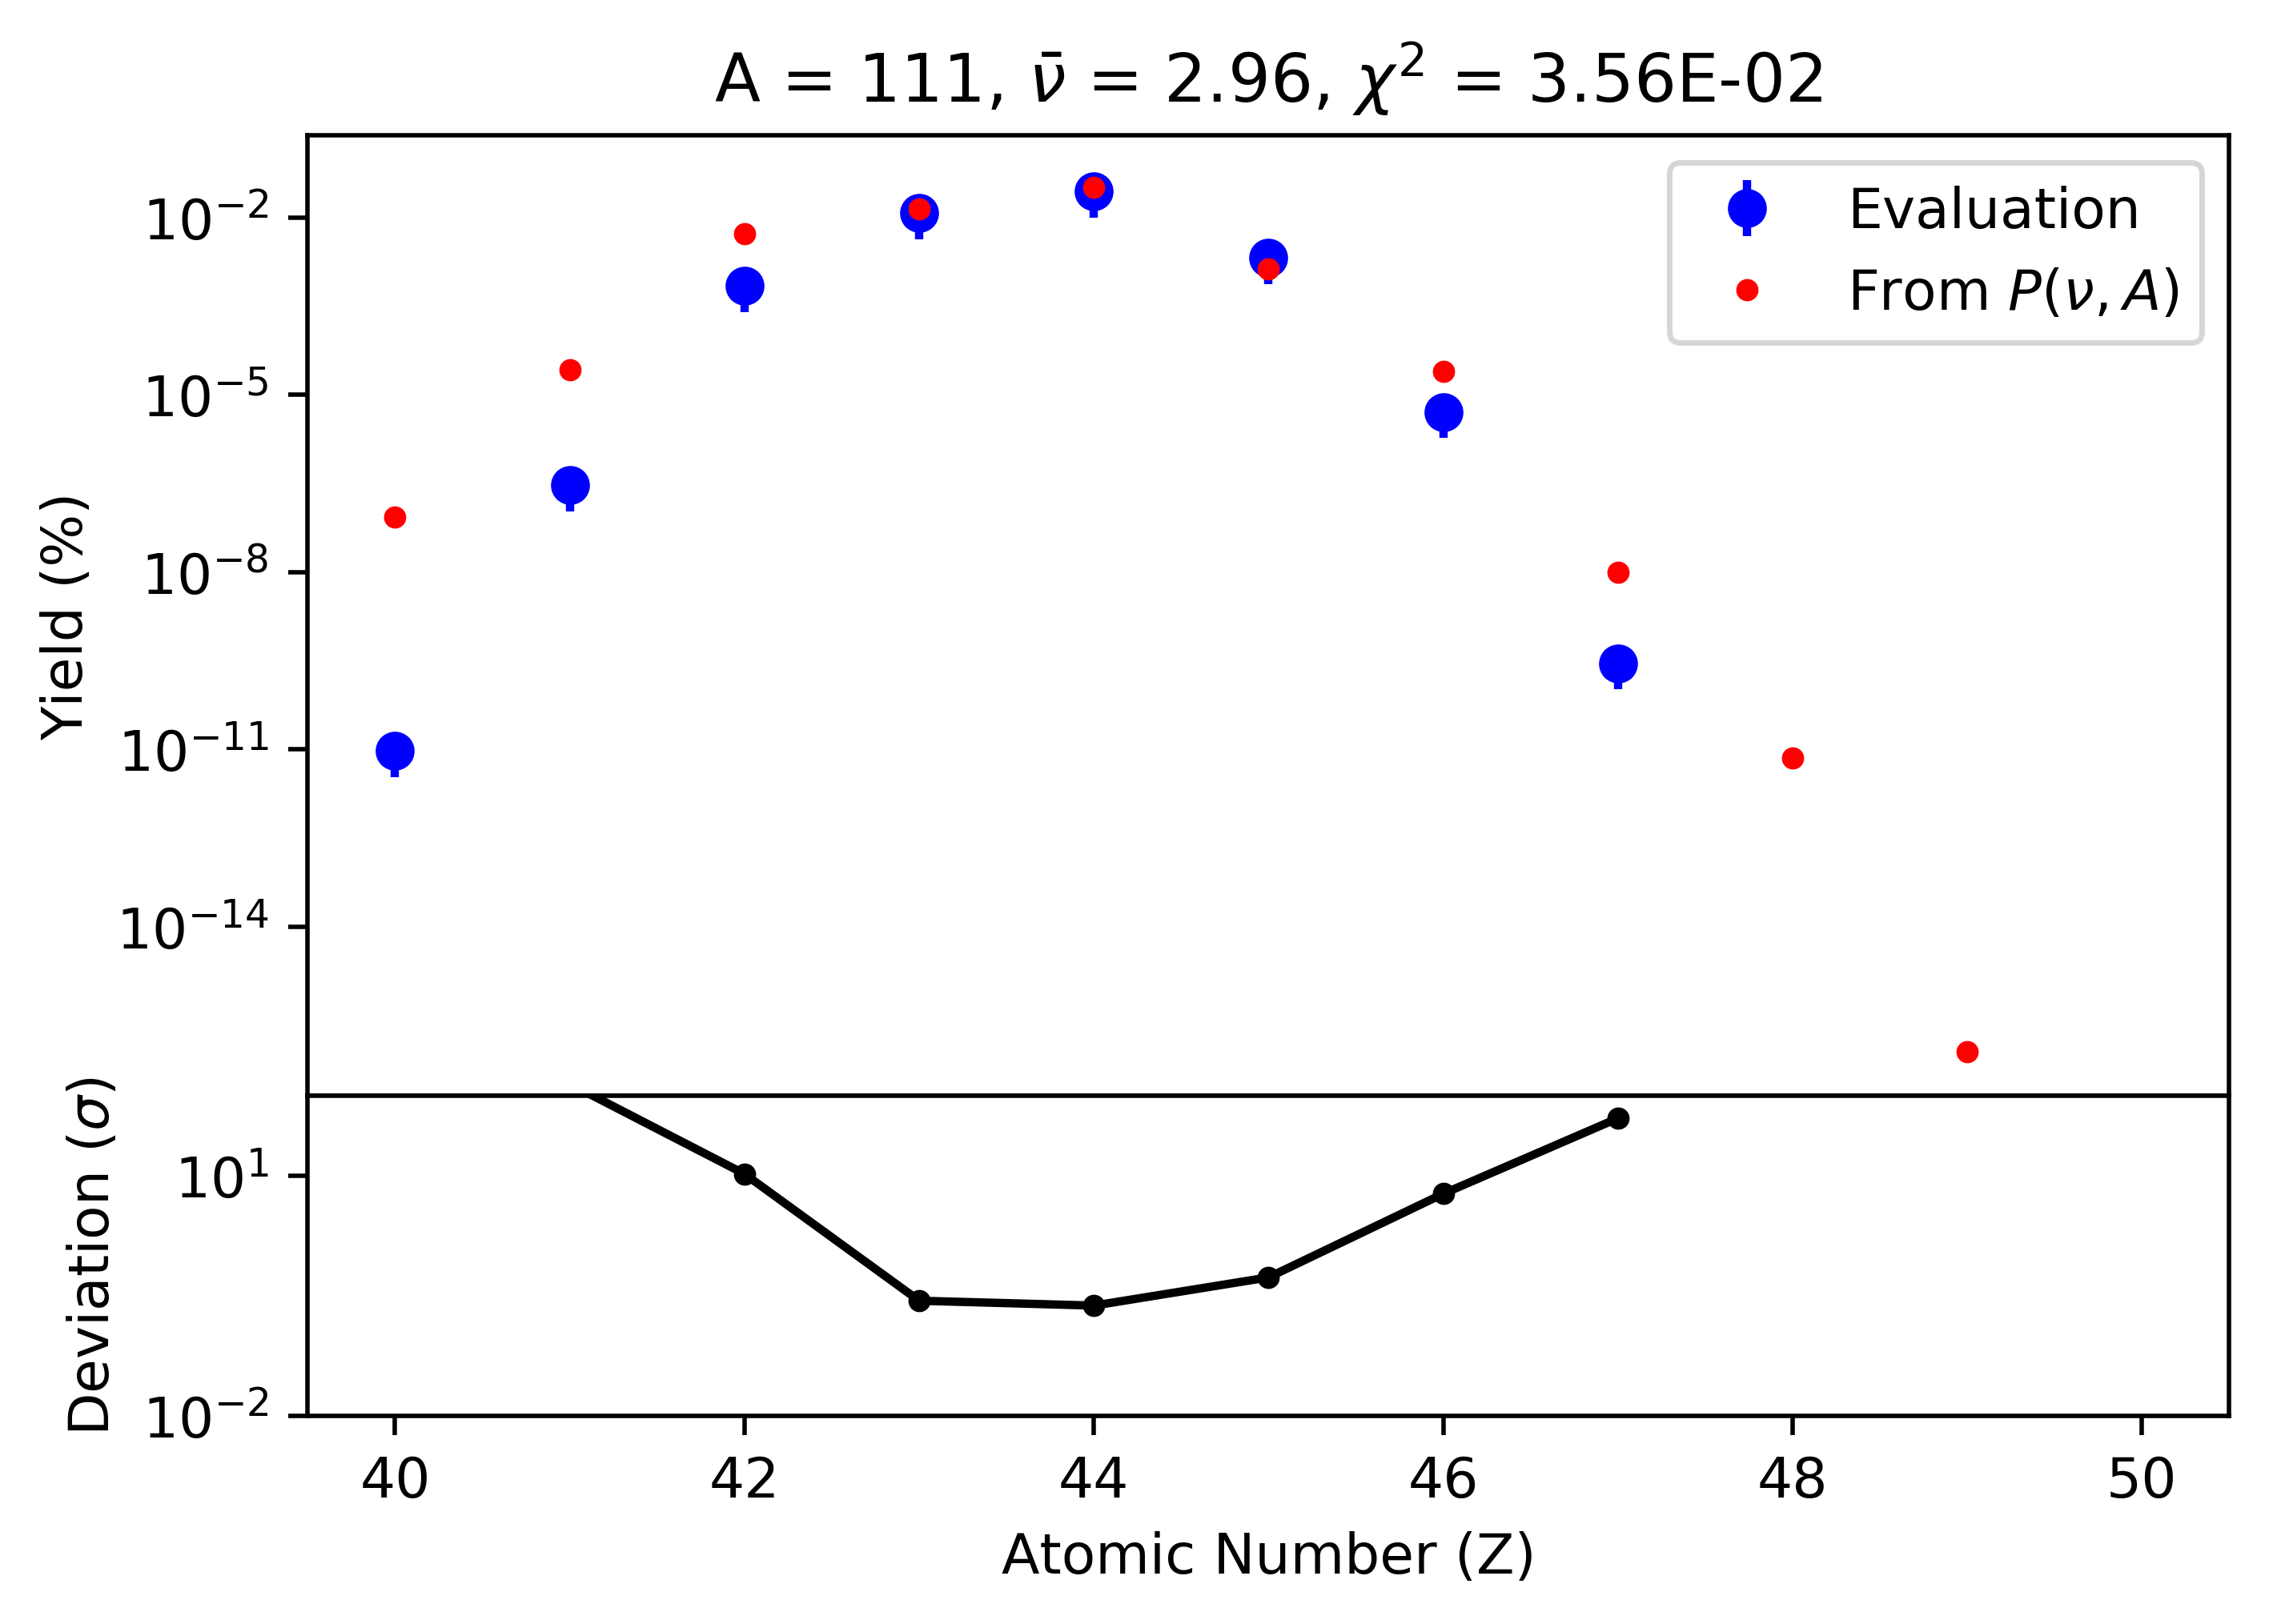 A = 111, ν̄ = 2.96, χ² = 3.56E-02
Evaluation
From P(ν, A)
Yield (%)
10⁻²
10⁻⁵
10⁻⁸
10⁻¹¹
10⁻¹⁴
Deviation (σ)
10¹
10⁻²
40 42 44 46 48 50
Atomic Number (Z)